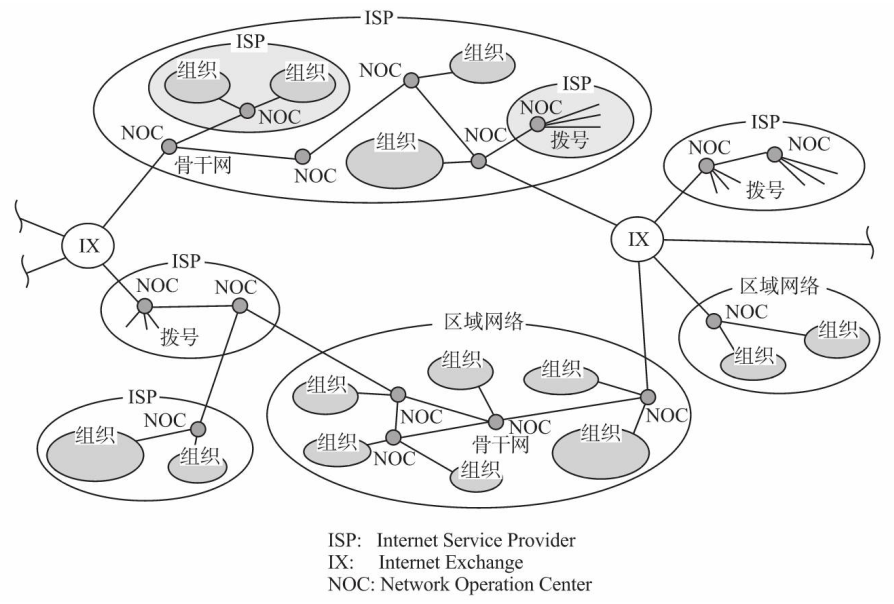 ISP
ISP
组织
组织
NOC
NOC
组织
ISP
NOC
拨号
NOC
骨干网
NOC
组织
NOC
ISP
NOC
NOC
拨号
IX
IX
ISP
NOC
NOC
拨号
区域网络
NOC
组织
组织
区域网络
组织
组织
组织
NOC
NOC
骨干网
NOC
组织
NOC
组织
组织
ISP
NOC
组织
组织
ISP: Internet Service Provider
IX: Internet Exchange
NOC: Network Operation Center